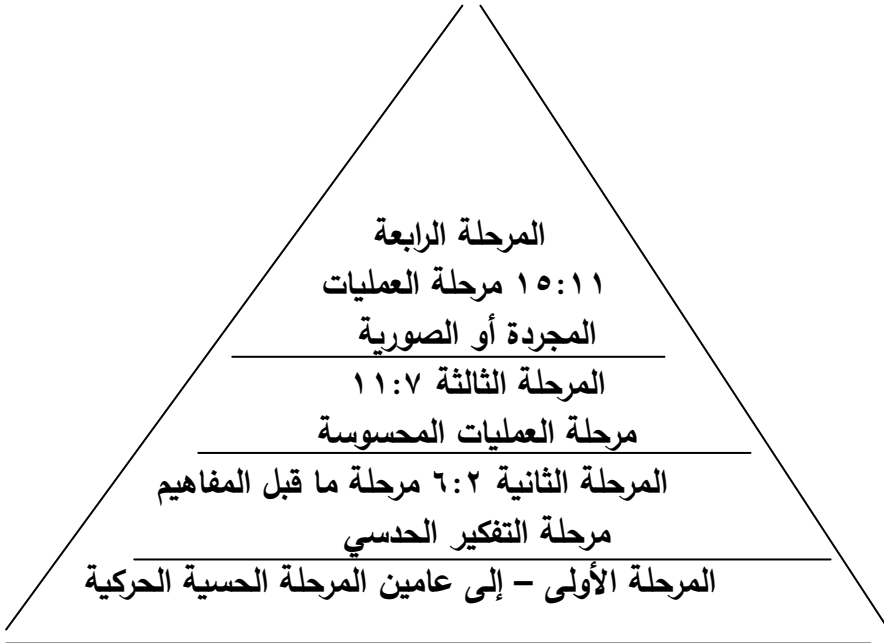 المرحلة الرابعة
١٥:١١ مرحلة العمليات
المجردة أو الصورية
المرحلة الثالثة ١١:٧
مرحلة العمليات المحسوسة
المرحلة الثانية ٦:٢ مرحلة ما قبل المفاهيم
مرحلة التفكير الحدسي
المرحلة الأولى – إلى عامين المرحلة الحسية الحركية